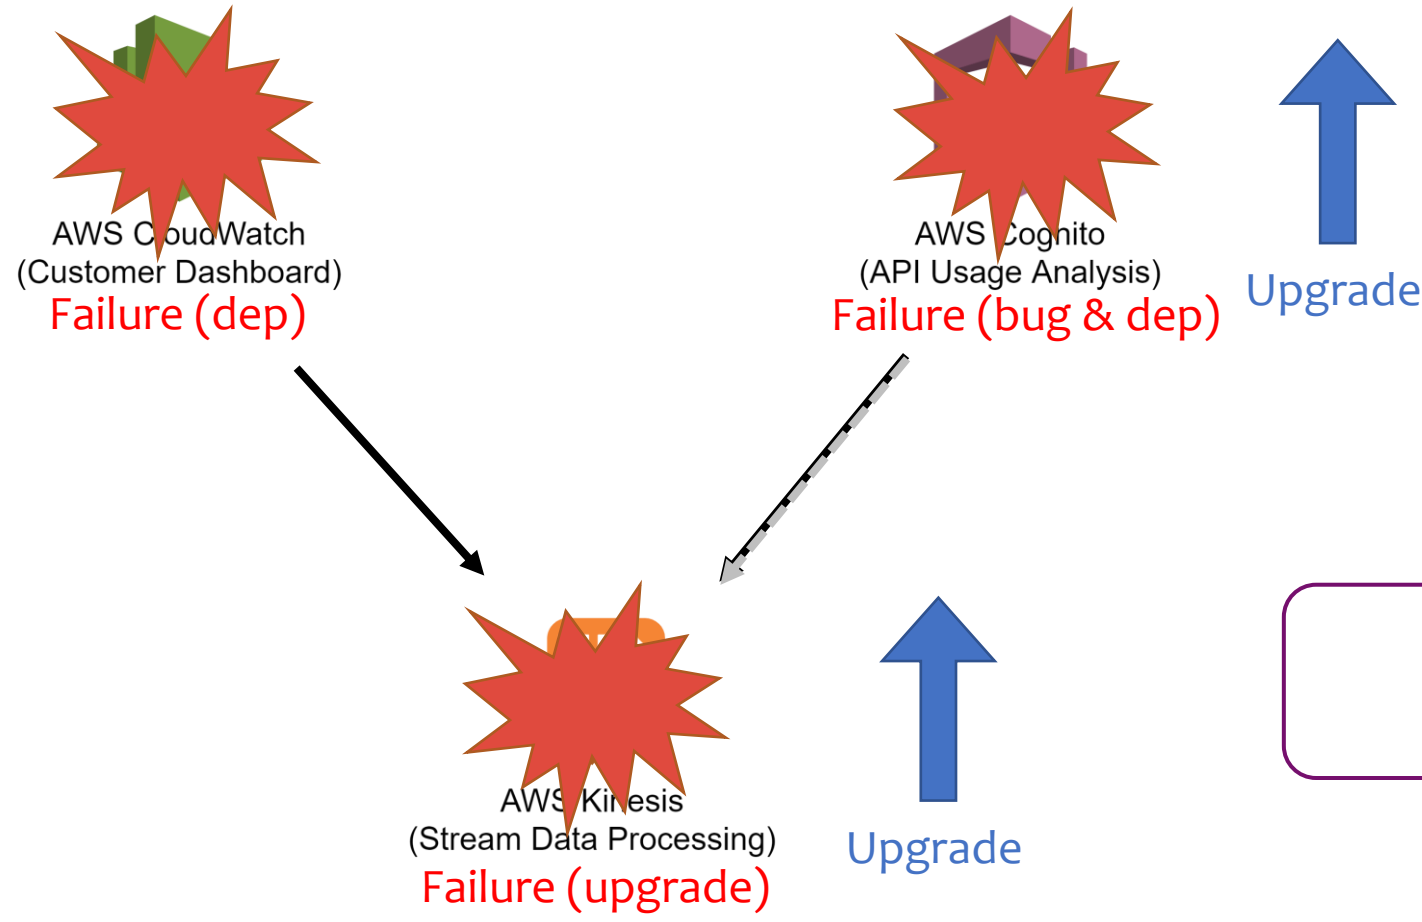 AWS CloudWatch
(Customer Dashboard)
Failure (dep)
AWS Cognito
(API Usage Analysis)
Failure (bug & dep)
Upgrade
AWS Kinesis
(Stream Data Processing)
Failure (upgrade)
Upgrade